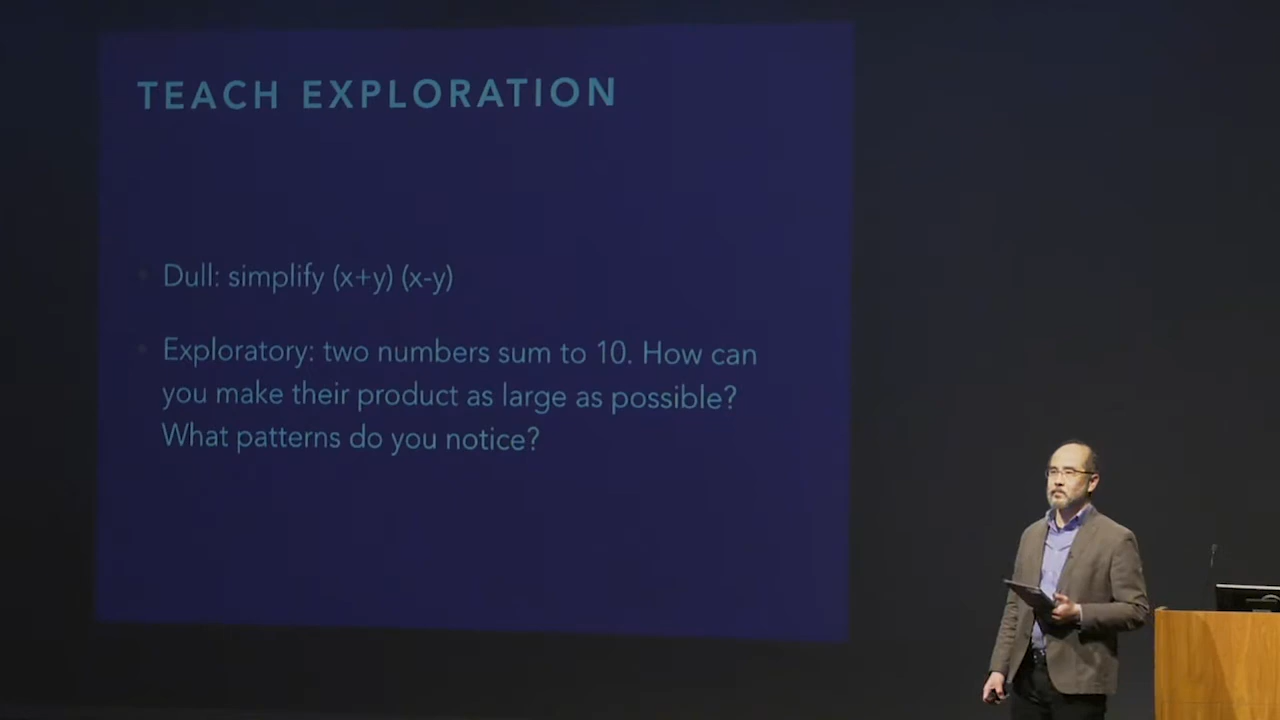 TEACH EXPLORATION
Dull: simplify (x+y) (x-y)
Exploratory: two numbers sum to 10. How can
you make their product as large as possible?
What patterns do you notice?